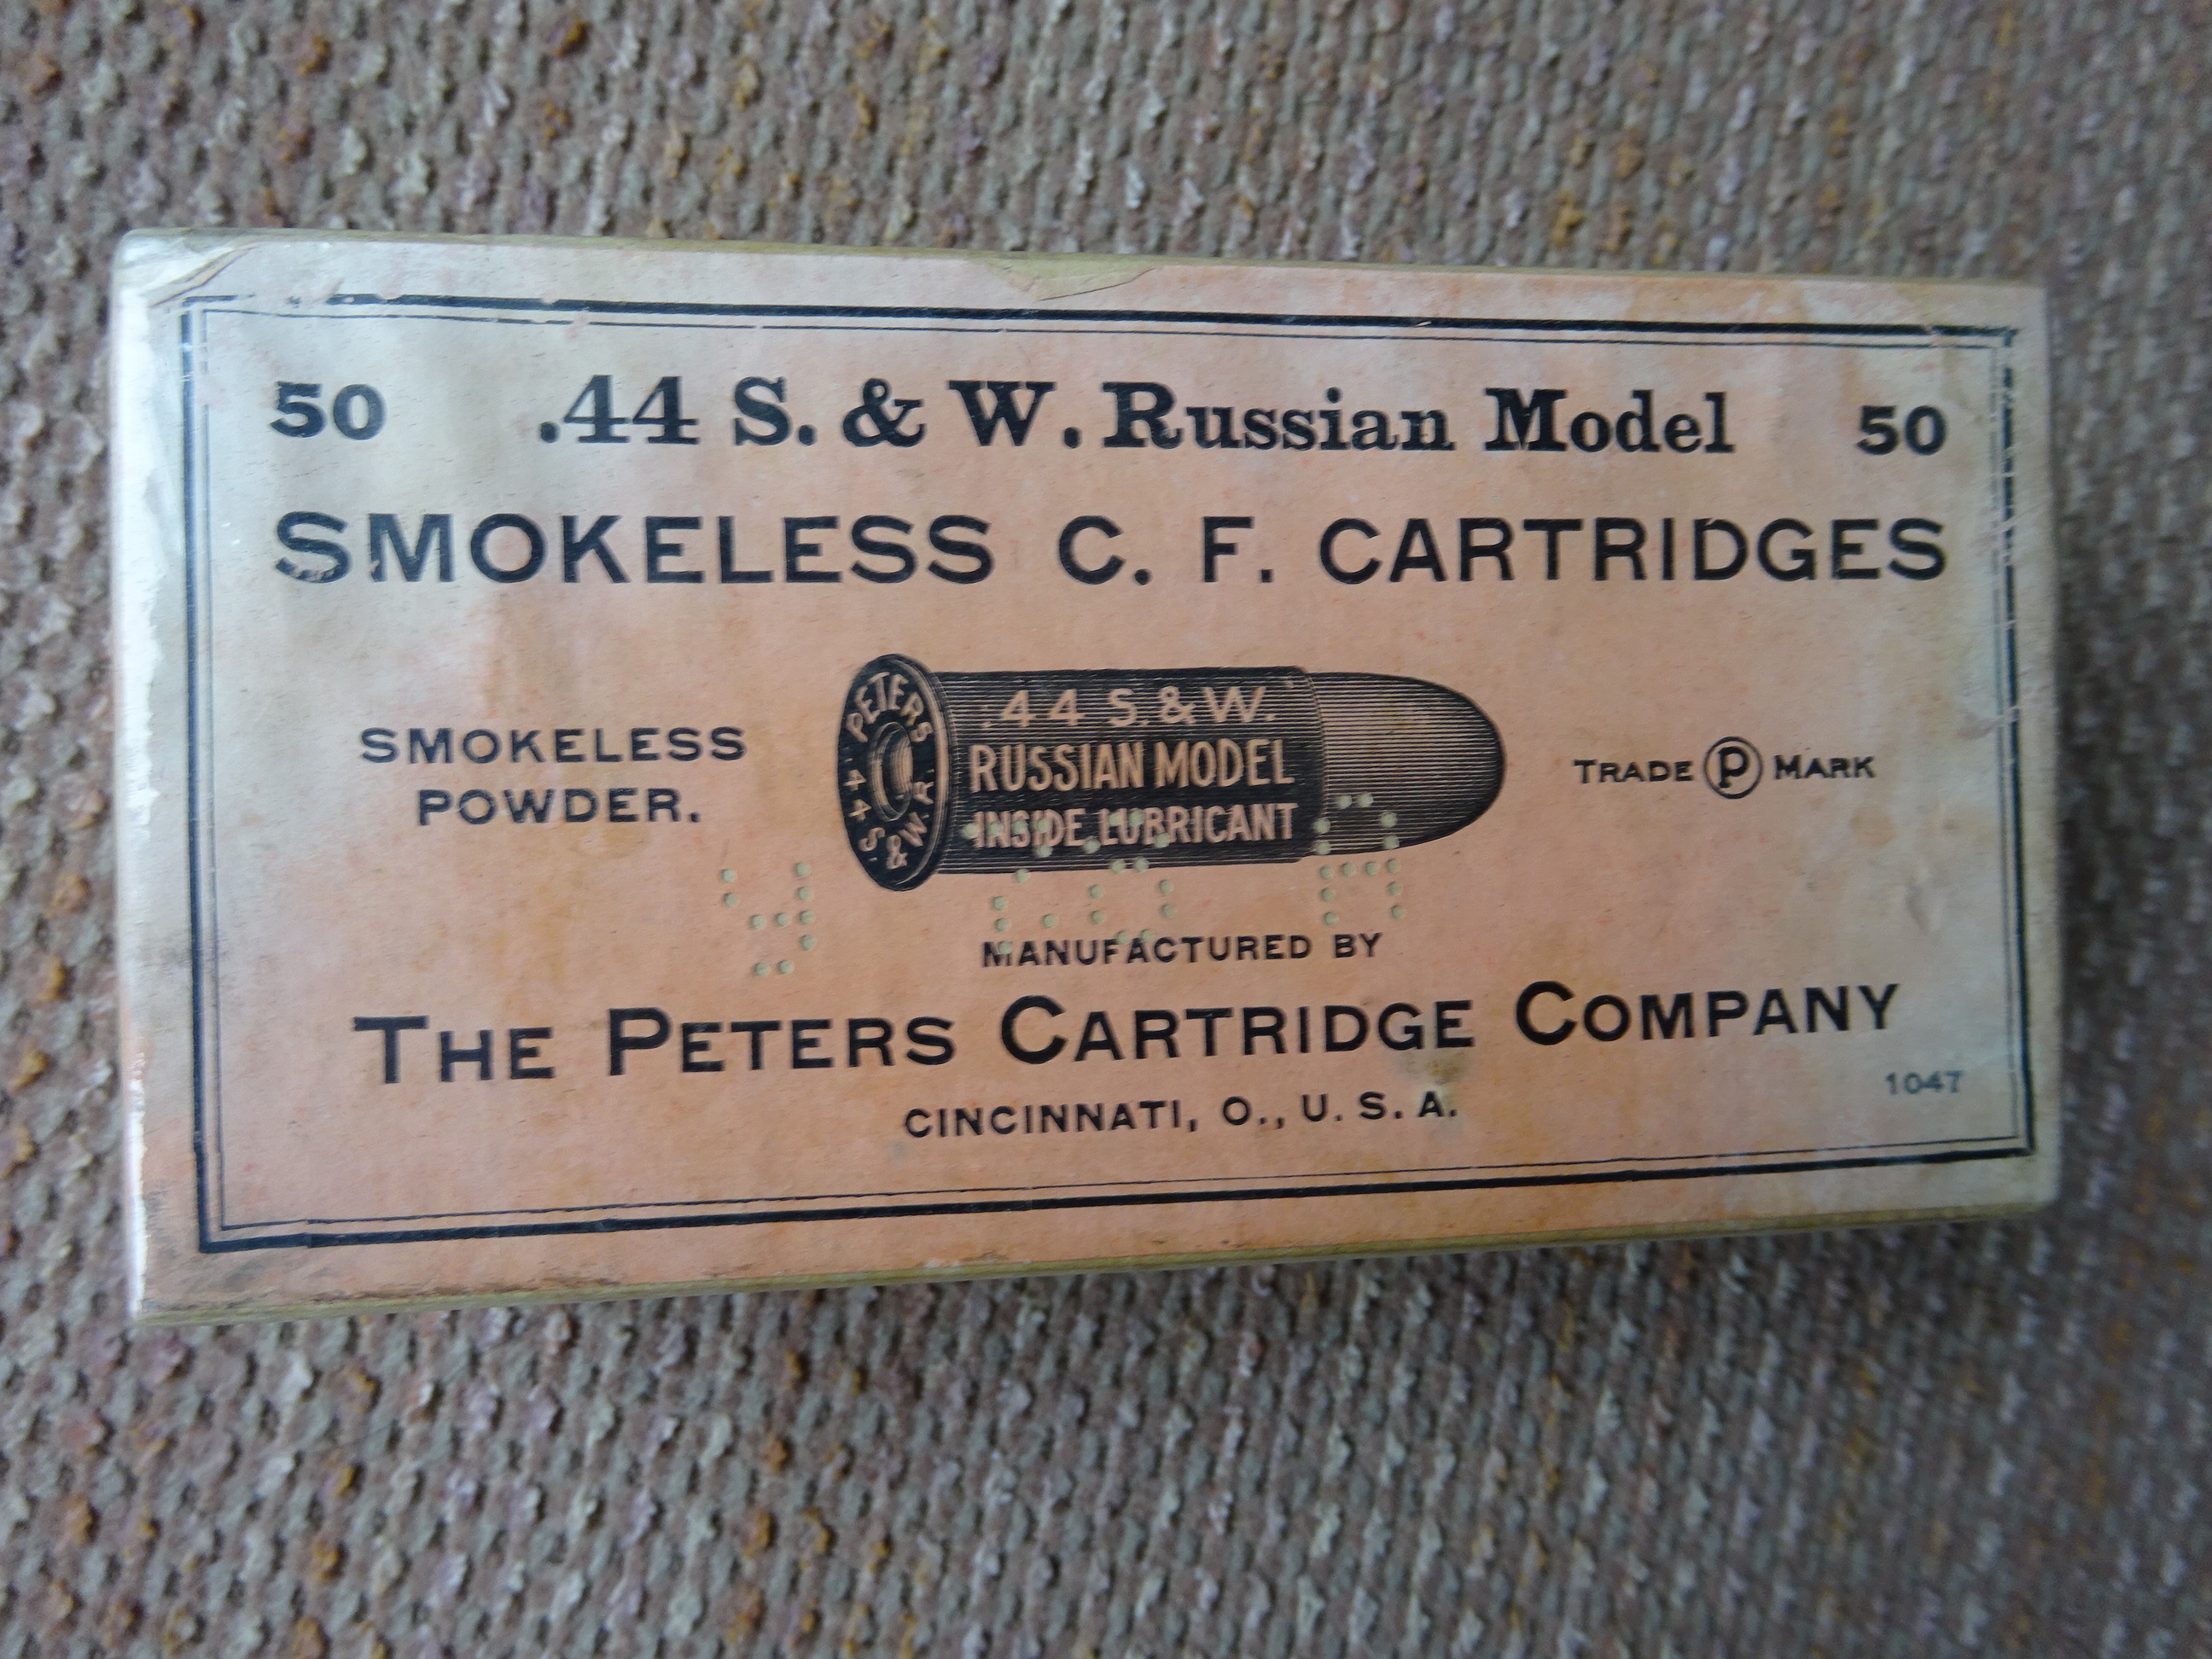 50 .44 S. & W. Russian Model 50
SMOKELESS C. F. CARTRIDGES
SMOKELESS
POWDER.
PETERS
.44 S. & W. R.
.44 S. & W.
RUSSIAN MODEL
INSIDE LUBRICANT
TRADE P MARK
MANUFACTURED BY
THE PETERS CARTRIDGE COMPANY
1047
CINCINNATI, O., U. S. A.